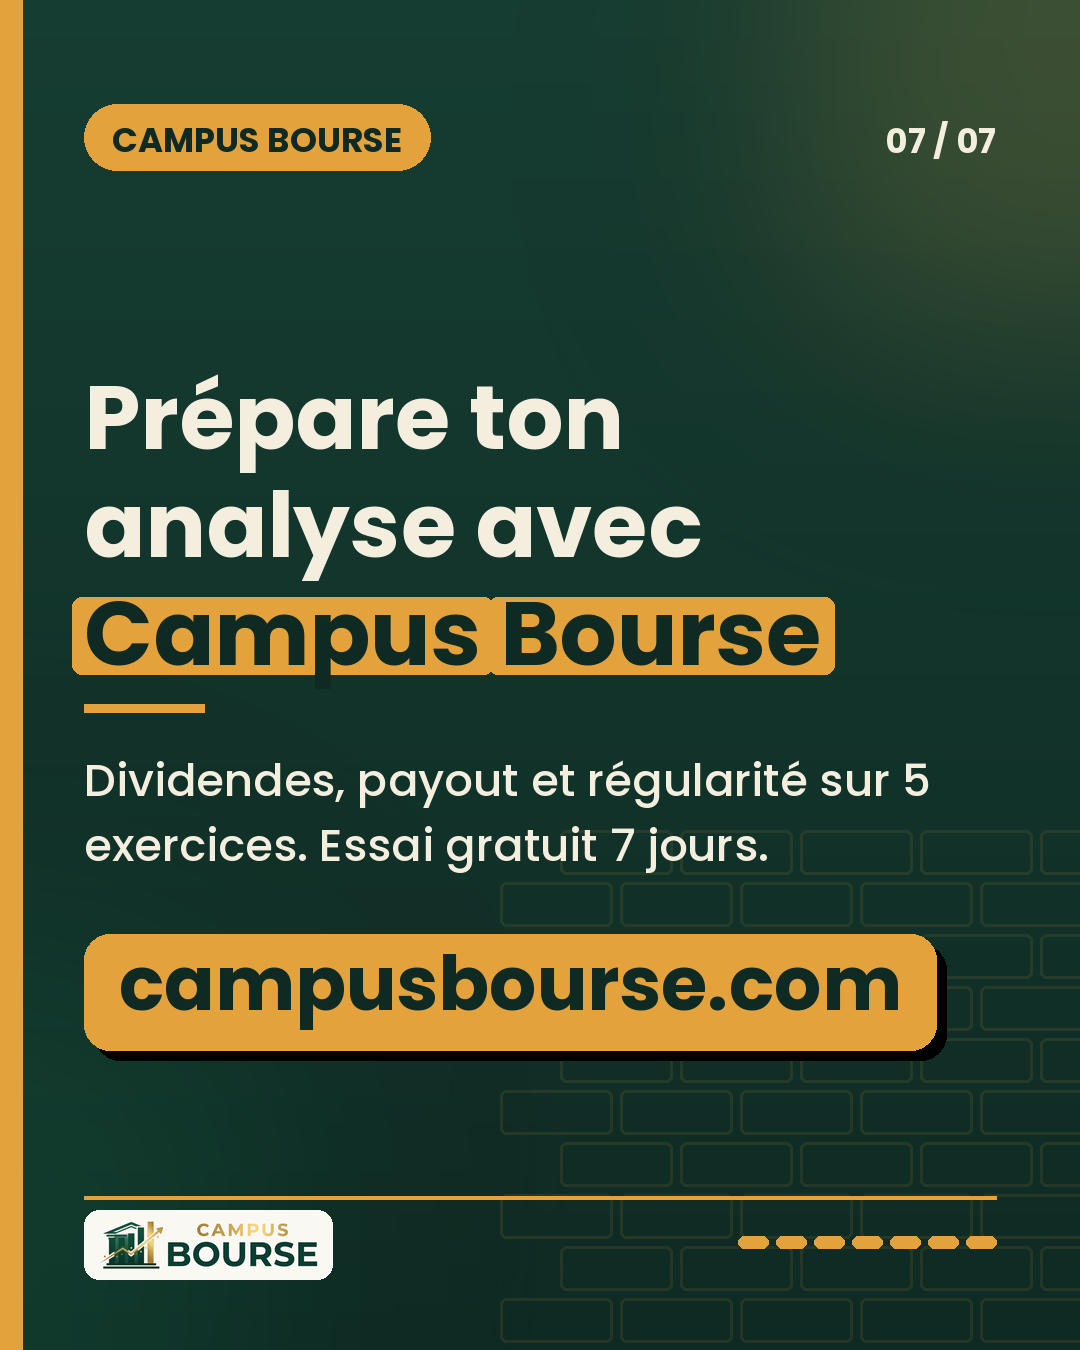 CAMPUS BOURSE
07 / 07
Prépare ton
analyse avec
Campus Bourse
Dividendes, payout et régularité sur 5
exercices. Essai gratuit 7 jours.
campusbourse.com
CAMPUS
BOURSE